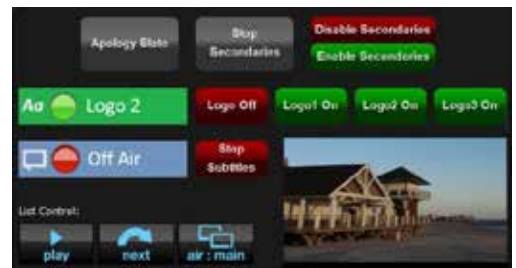 Apology Slate
Stop
Secondaries
Disable Secondaries
Enable Secondaries
Aa
Logo 2
Logo Off
Logo1 On
Logo2 On
Logo3 On
Off Air
Stop
Subtitles
List Control:
play
next
air : main